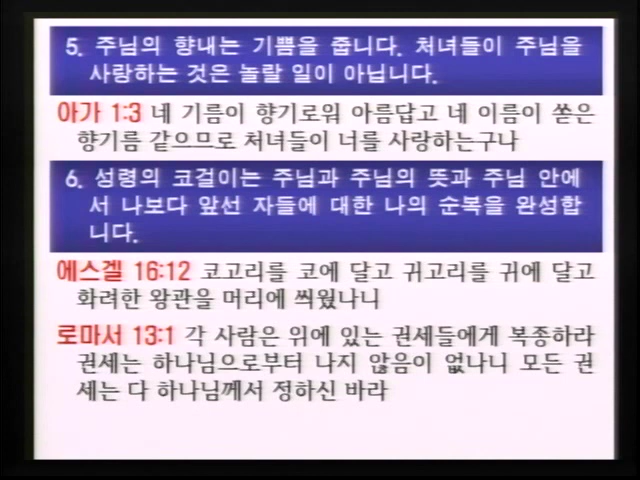 5. 주님의 향내는 기쁨을 줍니다. 처녀들이 주님을
사랑하는 것은 놀랄 일이 아닙니다.
아가 1:3 네 기름이 향기로워 아름답고 네 이름이 쏟은
향기름 같으므로 처녀들이 너를 사랑하는구나
6. 성령의 코걸이는 주님과 주님의 뜻과 주님 안에
서 나보다 앞선 자들에 대한 나의 순복을 완성합
니다.
에스겔 16:12 코고리를 코에 달고 귀고리를 귀에 달고
화려한 왕관을 머리에 씌웠나니
로마서 13:1 각 사람은 위에 있는 권세들에게 복종하라
권세는 하나님으로부터 나지 않음이 없나니 모든 권
세는 다 하나님께서 정하신 바라